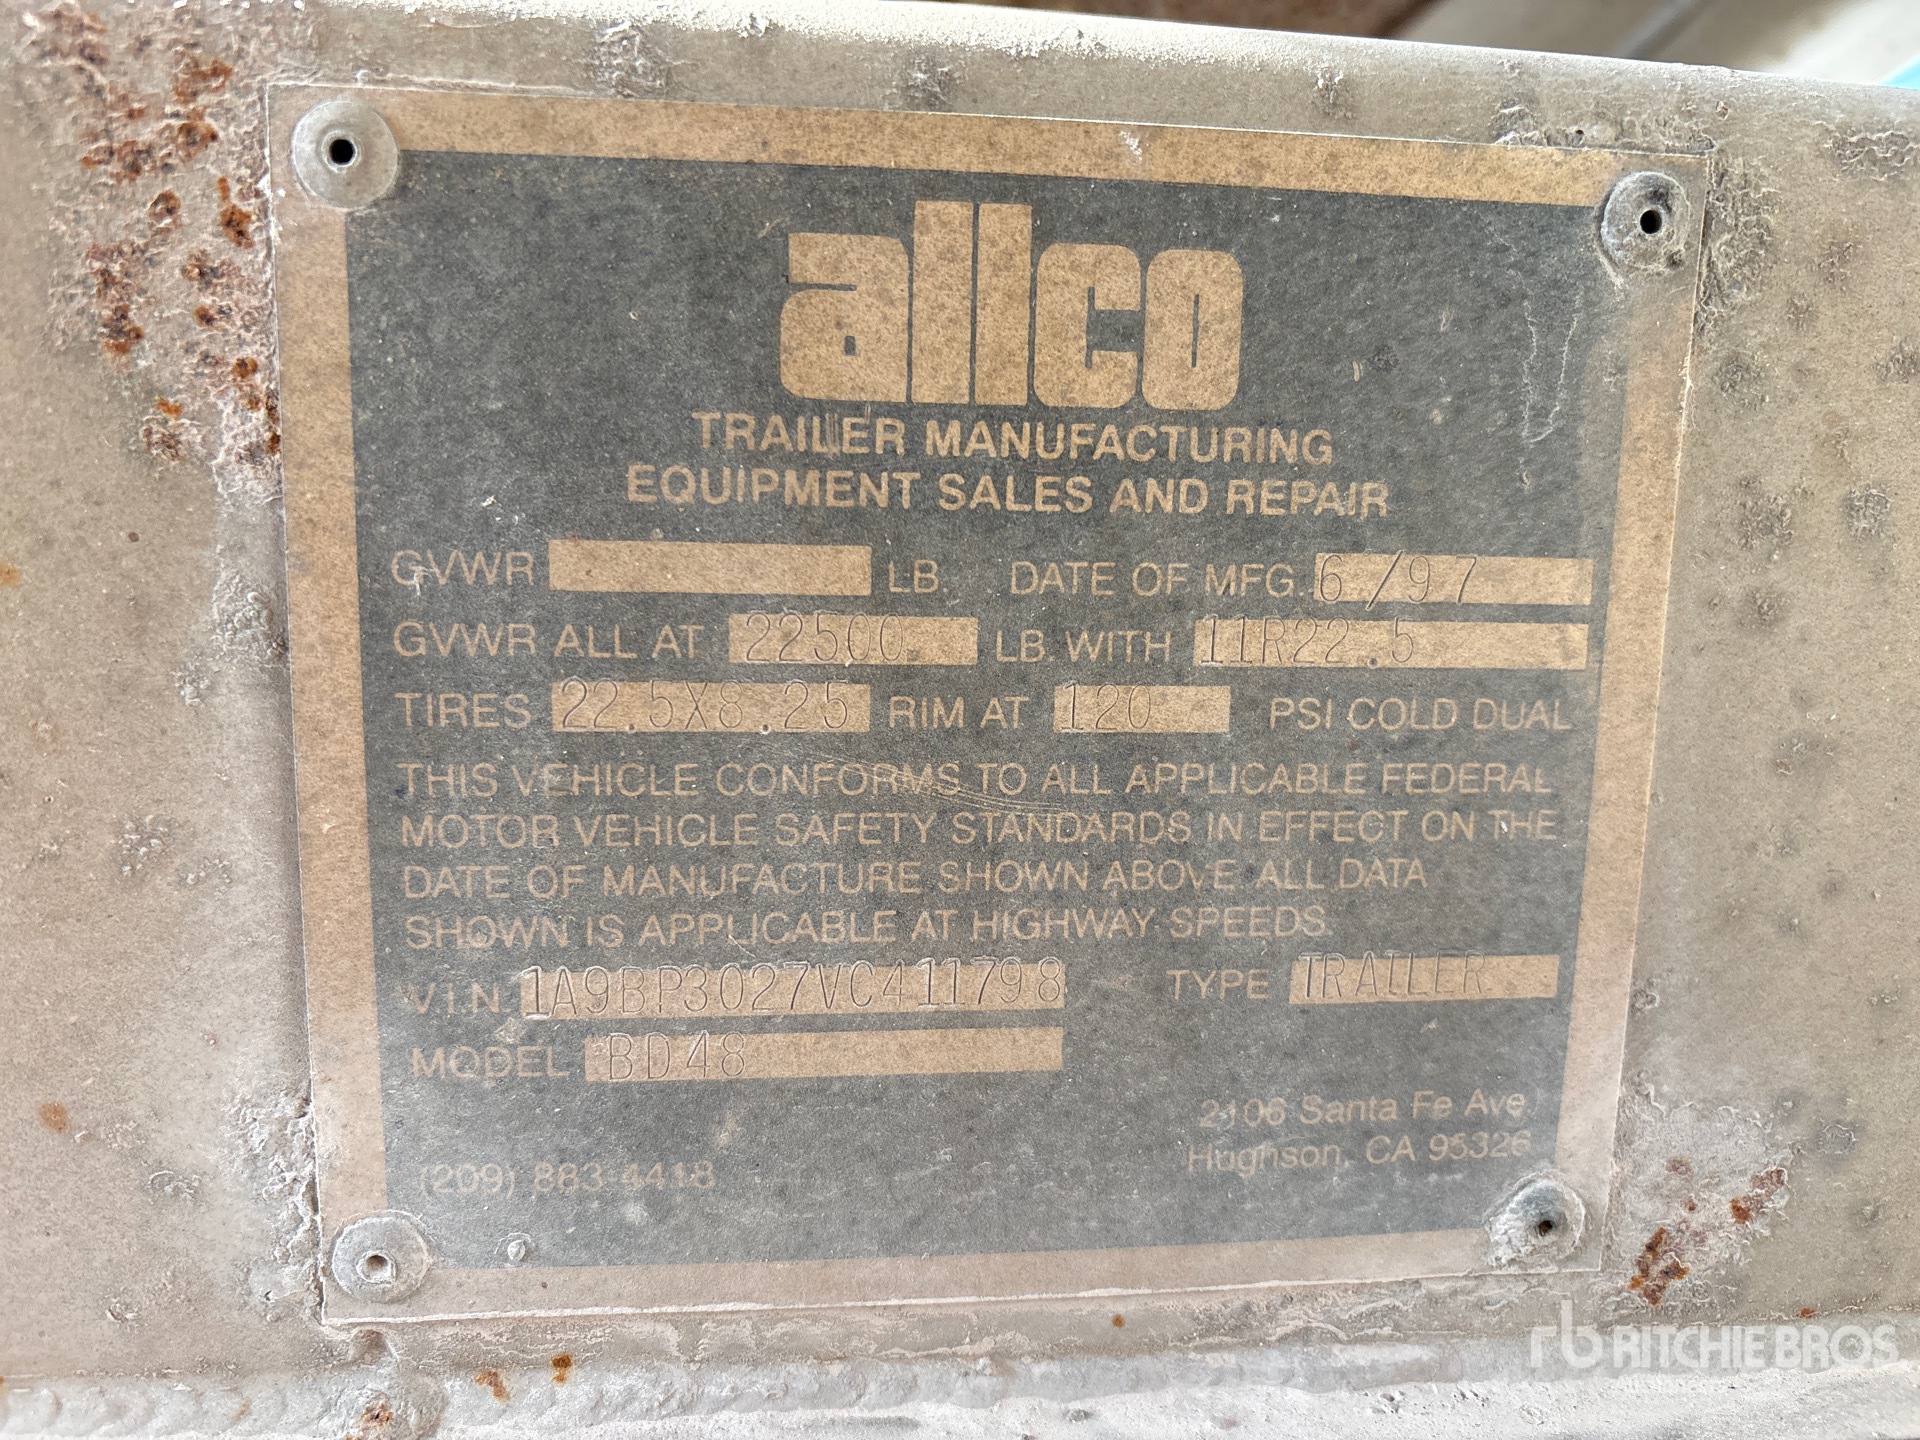 allco
TRAILER MANUFACTURING
EQUIPMENT SALES AND REPAIR
GVWR LB. DATE OF MFG. 6/97
GVWR ALL AT 22500 LB. WITH 11R22.5
TIRES 22.5X8.25 RIM AT 120 PSI COLD DUAL
THIS VEHICLE CONFORMS TO ALL APPLICABLE FEDERAL
MOTOR VEHICLE SAFETY STANDARDS IN EFFECT ON THE
DATE OF MANUFACTURE SHOWN ABOVE. ALL DATA
SHOWN IS APPLICABLE AT HIGHWAY SPEEDS.
V.I.N. 1A9BP3027VC411798 TYPE TRAILER
MODEL BD48
2106 Santa Fe Ave.
Hughson, CA 95326
(209) 883-4418
rb RITCHIE BROS